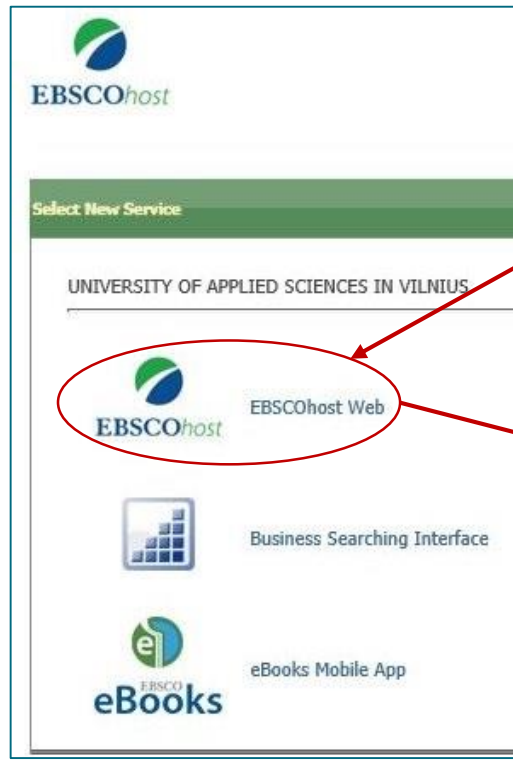 EBSCOhost
Select New Service
UNIVERSITY OF APPLIED SCIENCES IN VILNIUS
EBSCOhost
EBSCOhost Web
Business Searching Interface
e
EBSCO
eBooks
eBooks Mobile App